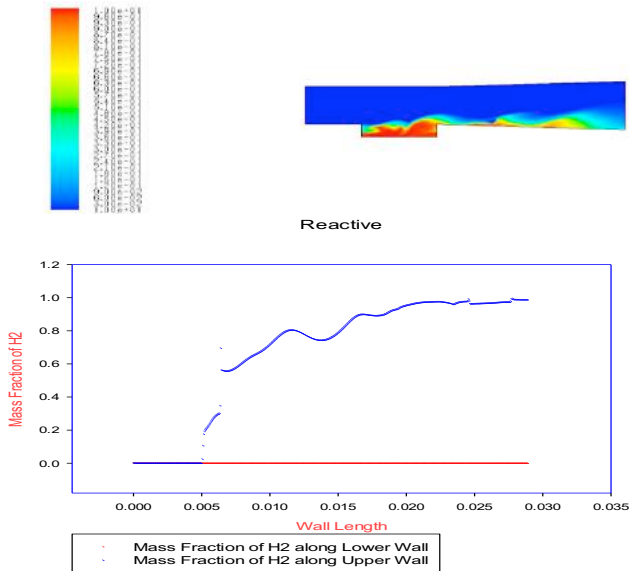 Reactive
1.2
1.0
0.8
0.6
0.4
0.2
0.0
Mass Fraction of H2
0.000 0.005 0.010 0.015 0.020 0.025 0.030 0.035
Wall Length
Mass Fraction of H2 along Lower Wall
Mass Fraction of H2 along Upper Wall